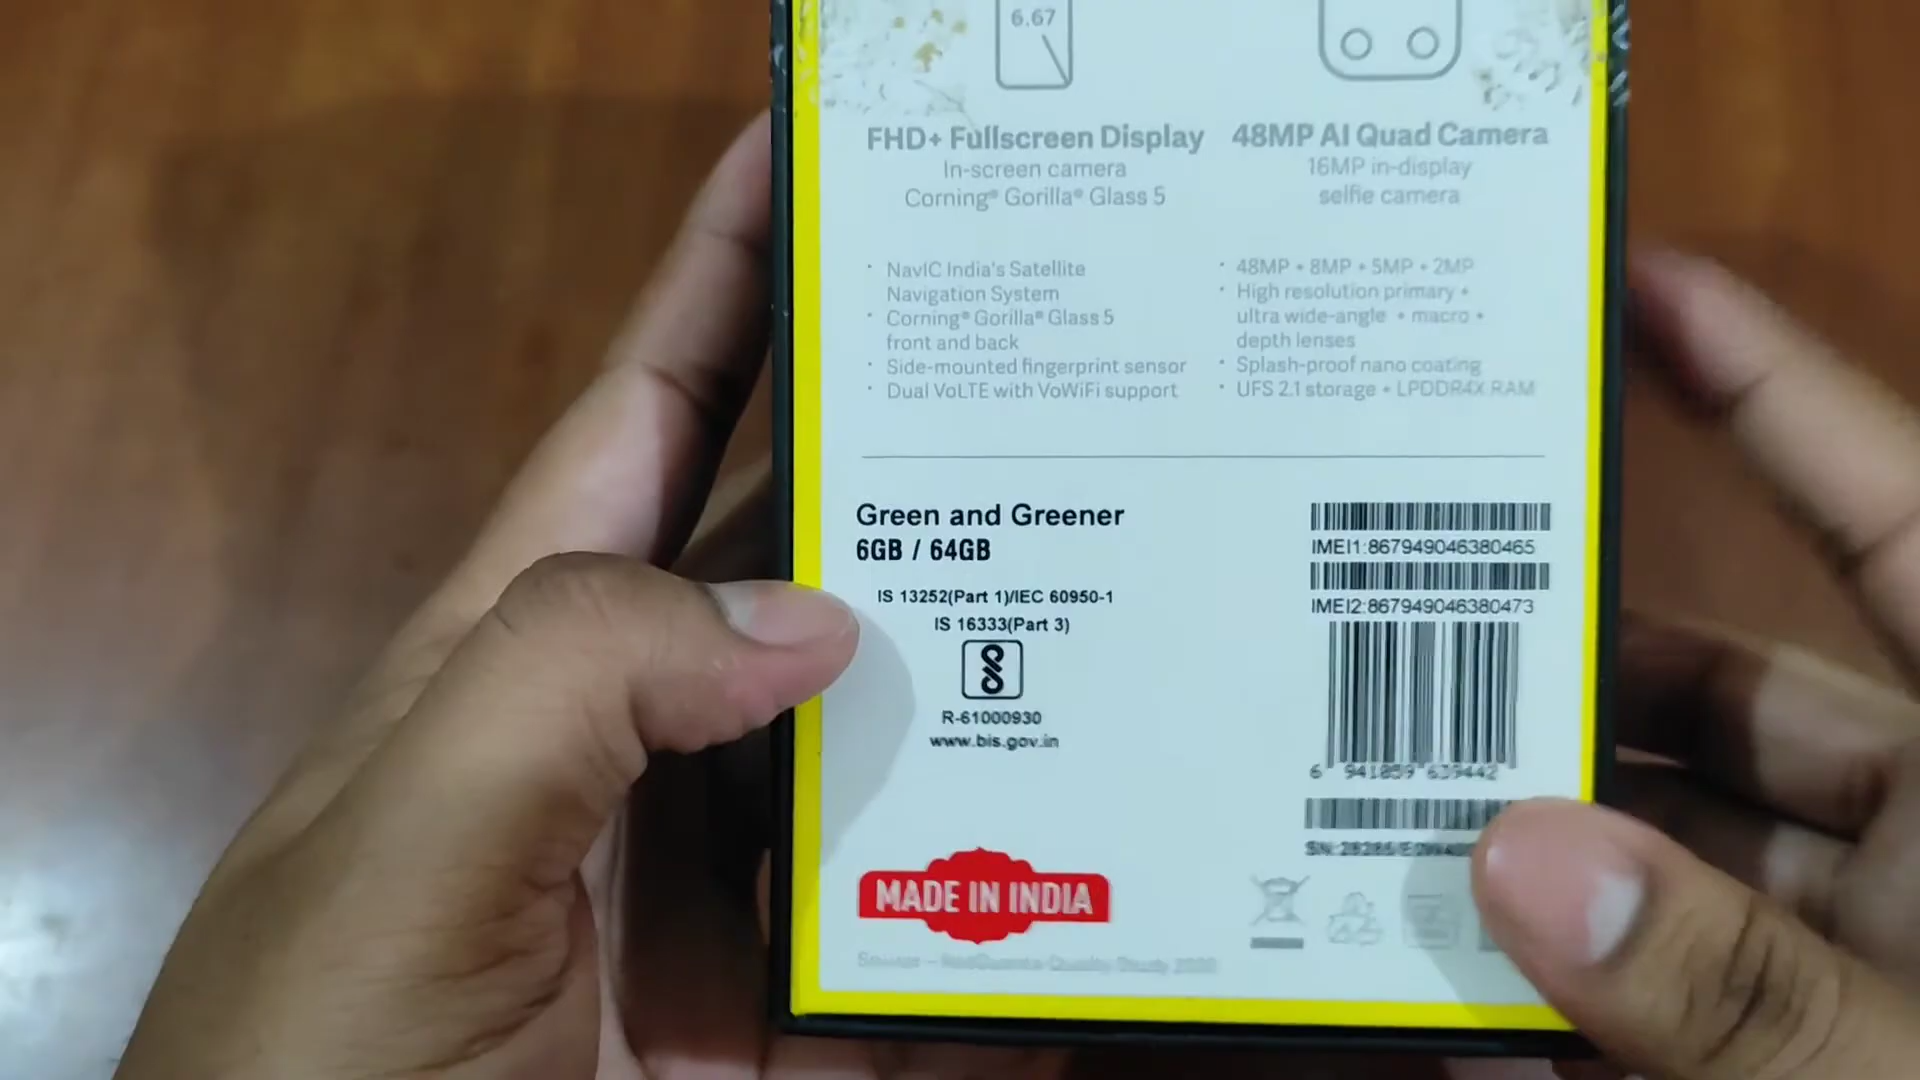 6.67
FHD+ Fullscreen Display
In-screen camera
Corning® Gorilla® Glass 5
48MP AI Quad Camera
16MP in-display
selfie camera
• NavIC India's Satellite
Navigation System
• Corning® Gorilla® Glass 5
front and back
• Side-mounted fingerprint sensor
• Dual VoLTE with VoWiFi support
• 48MP + 8MP + 5MP + 2MP
• High resolution primary +
ultra wide-angle + macro +
depth lenses
• Splash-proof nano coating
• UFS 2.1 storage + LPDDR4X RAM
Green and Greener
6GB / 64GB
IS 13252(Part 1)/IEC 60950-1
IS 16333(Part 3)
R-61000930
www.bis.gov.in
IMEI1:867949046380465
IMEI2:867949046380473
6 941859 639442
SN:
MADE IN INDIA
Quality Study 2020